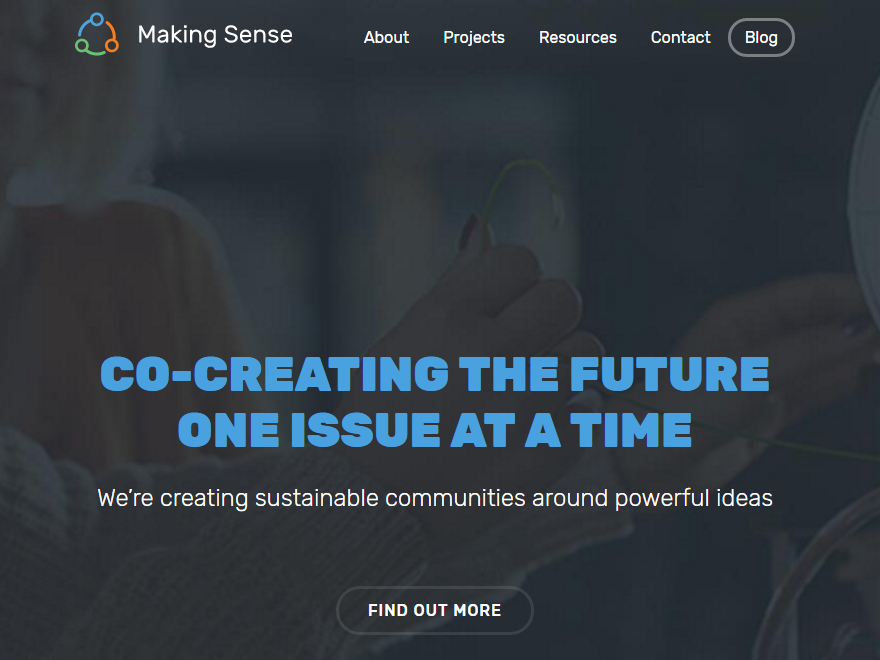 Making Sense
About Projects Resources Contact Blog
CO-CREATING THE FUTURE
ONE ISSUE AT A TIME
We’re creating sustainable communities around powerful ideas
FIND OUT MORE